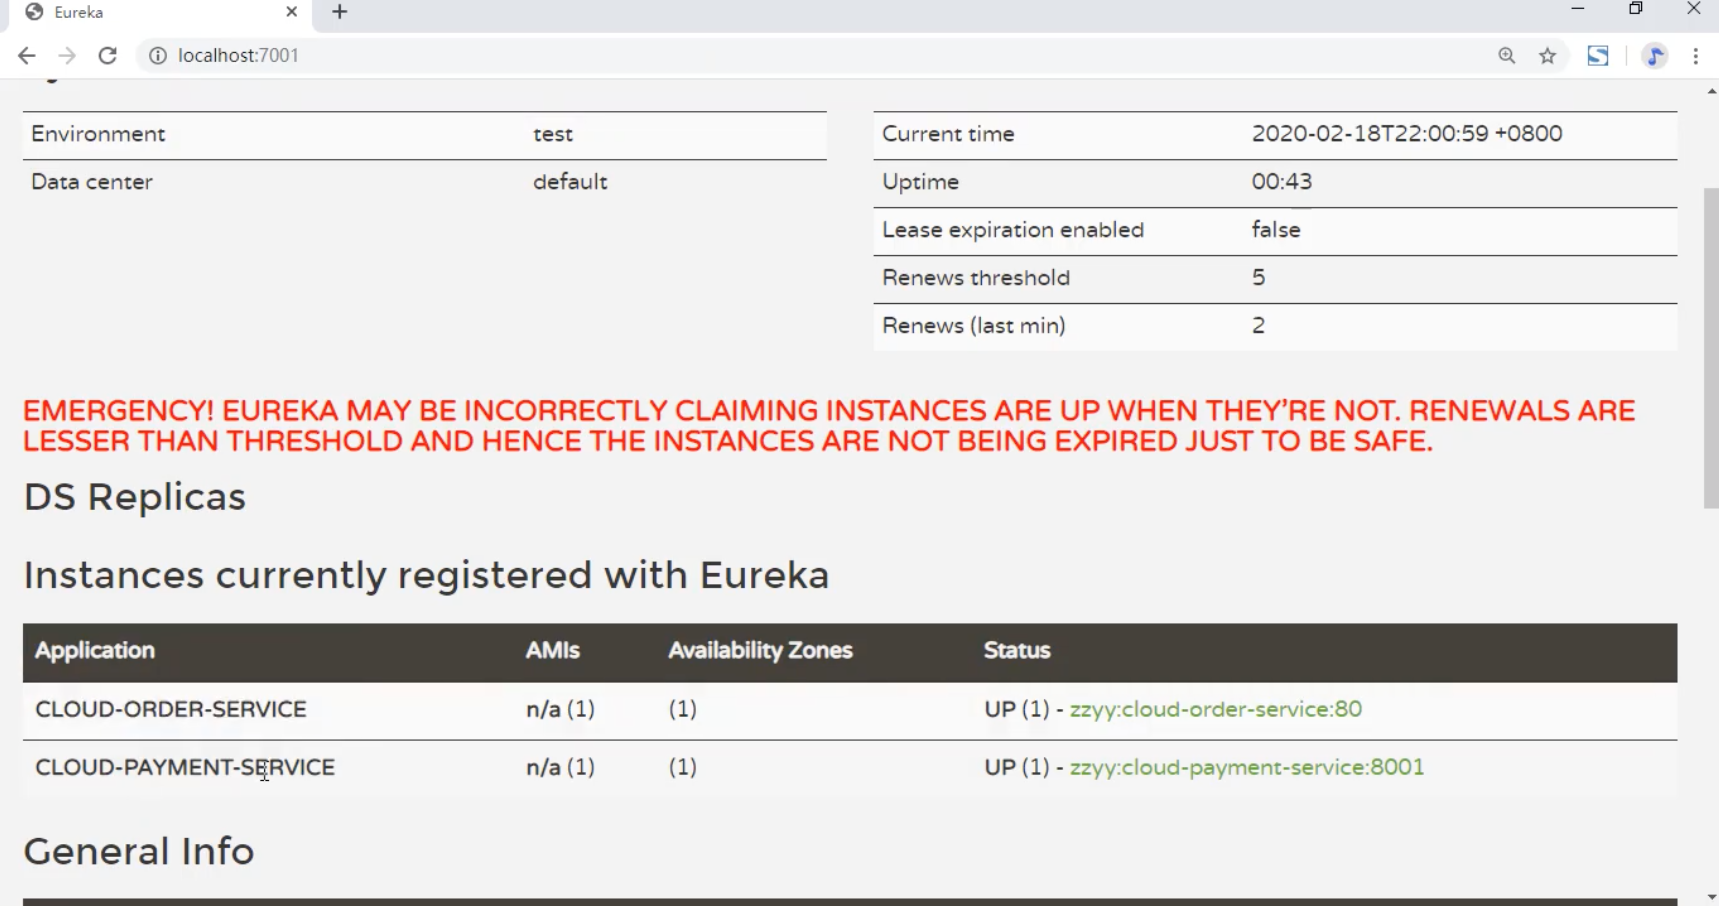 Eureka
localhost:7001
Environment test
Data center default
Current time 2020-02-18T22:00:59 +0800
Uptime 00:43
Lease expiration enabled false
Renews threshold 5
Renews (last min) 2
EMERGENCY! EUREKA MAY BE INCORRECTLY CLAIMING INSTANCES ARE UP WHEN THEY'RE NOT. RENEWALS ARE
LESSER THAN THRESHOLD AND HENCE THE INSTANCES ARE NOT BEING EXPIRED JUST TO BE SAFE.
DS Replicas
Instances currently registered with Eureka
Application AMIs Availability Zones Status
CLOUD-ORDER-SERVICE n/a (1) (1) UP (1) - zzyy:cloud-order-service:80
CLOUD-PAYMENT-SERVICE n/a (1) (1) UP (1) - zzyy:cloud-payment-service:8001
General Info